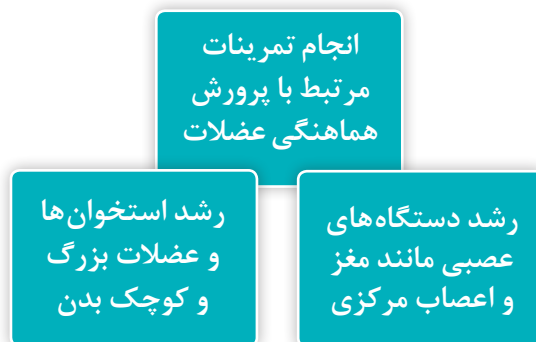 انجام تمرینات
مرتبط با پرورش
هماهنگی عضلات
رشد دستگاه‌های
عصبی مانند مغز
و اعصاب مرکزی
رشد استخوان‌ها
و عضلات بزرگ
و کوچک بدن